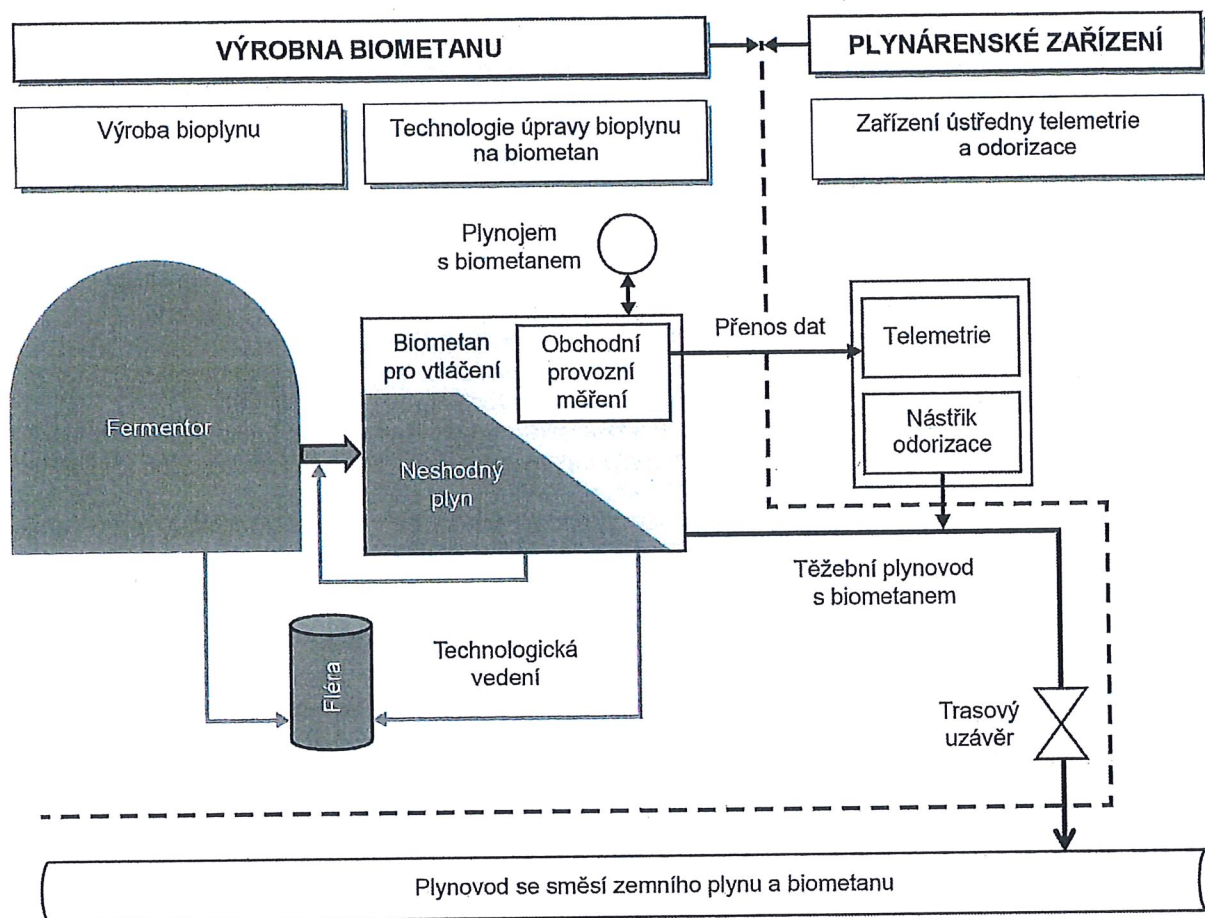 VÝROBNA BIOMETANU
PLYNÁRENSKÉ ZAŘÍZENÍ
Výroba bioplynu
Technologie úpravy bioplynu
na biometan
Zařízení ústředny telemetrie
a odorizace
Plynojem
s biometanem
Biometan
pro vtláčení
Obchodní
provozní
měření
Přenos dat
Telemetrie
Nástřik
odorizace
Fermentor
Neshodný
plyn
Těžební plynovod
s biometanem
Technologická
vedení
Fléra
Trasový
uzávěr
Plynovod se směsí zemního plynu a biometanu